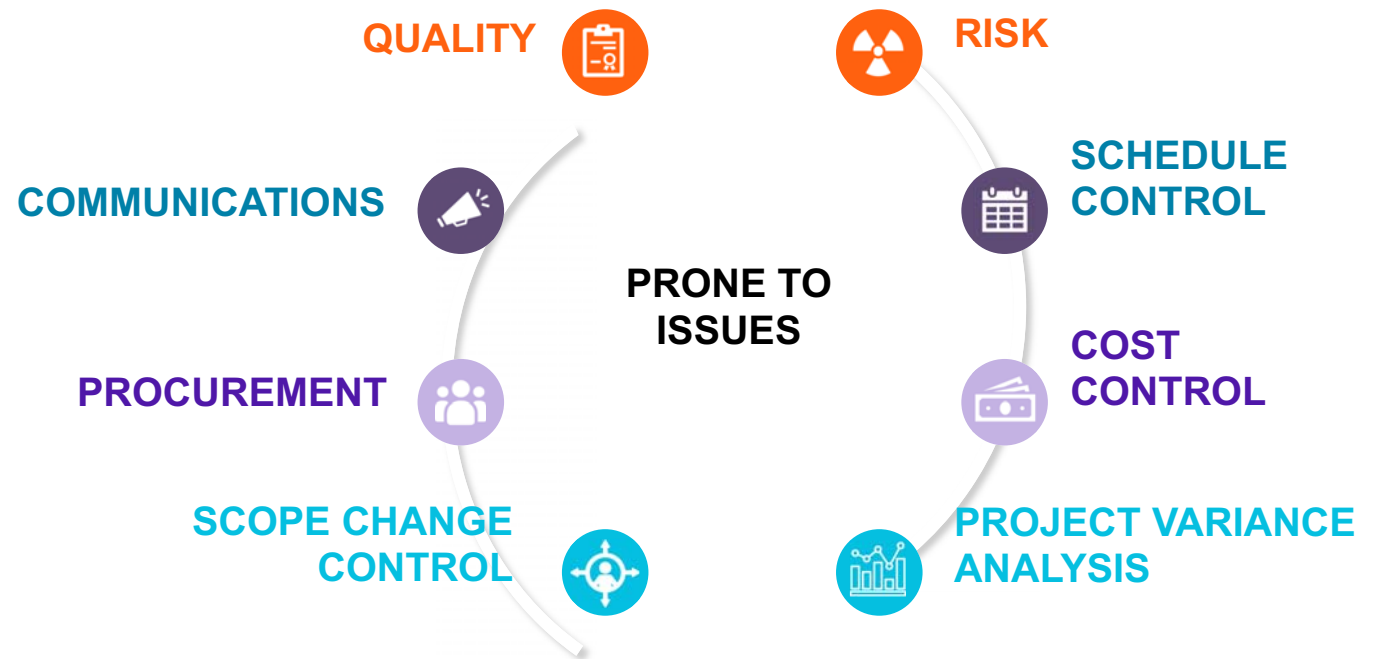 QUALITY
RISK
COMMUNICATIONS
SCHEDULE
CONTROL
PRONE TO
ISSUES
PROCUREMENT
COST
CONTROL
SCOPE CHANGE
CONTROL
PROJECT VARIANCE
ANALYSIS